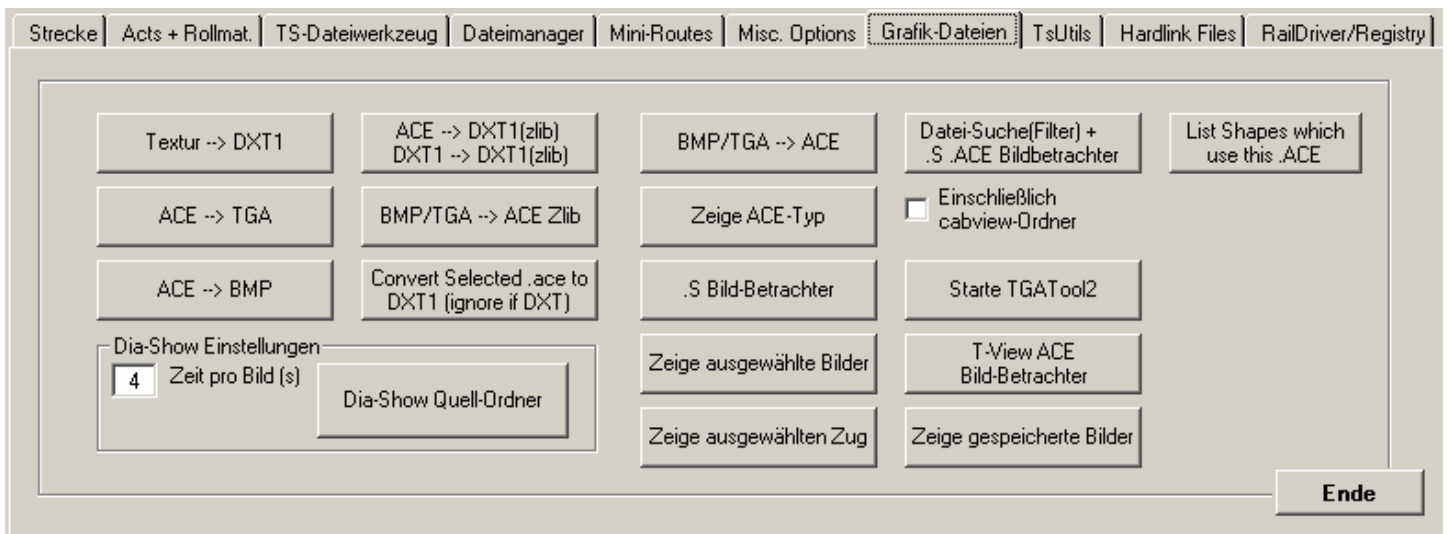 Strecke
Acts + Rollmat.
TS-Dateiwerkzeug
Dateimanager
Mini-Routes
Misc. Options
Grafik-Dateien
TsUtils
Hardlink Files
RailDriver/Registry
Textur --> DXT1
ACE --> DXT1(zlib)
DXT1 --> DXT1(zlib)
BMP/TGA --> ACE
Datei-Suche(Filter) +
.S .ACE Bildbetrachter
List Shapes which
use this .ACE
ACE --> TGA
BMP/TGA --> ACE Zlib
Zeige ACE-Typ
Einschließlich
cabview-Ordner
ACE --> BMP
Convert Selected .ace to
DXT1 (ignore if DXT)
.S Bild-Betrachter
Starte TGATool2
Dia-Show Einstellungen
4
Zeit pro Bild (s)
Dia-Show Quell-Ordner
Zeige ausgewählte Bilder
T-View ACE
Bild-Betrachter
Zeige ausgewählten Zug
Zeige gespeicherte Bilder
Ende